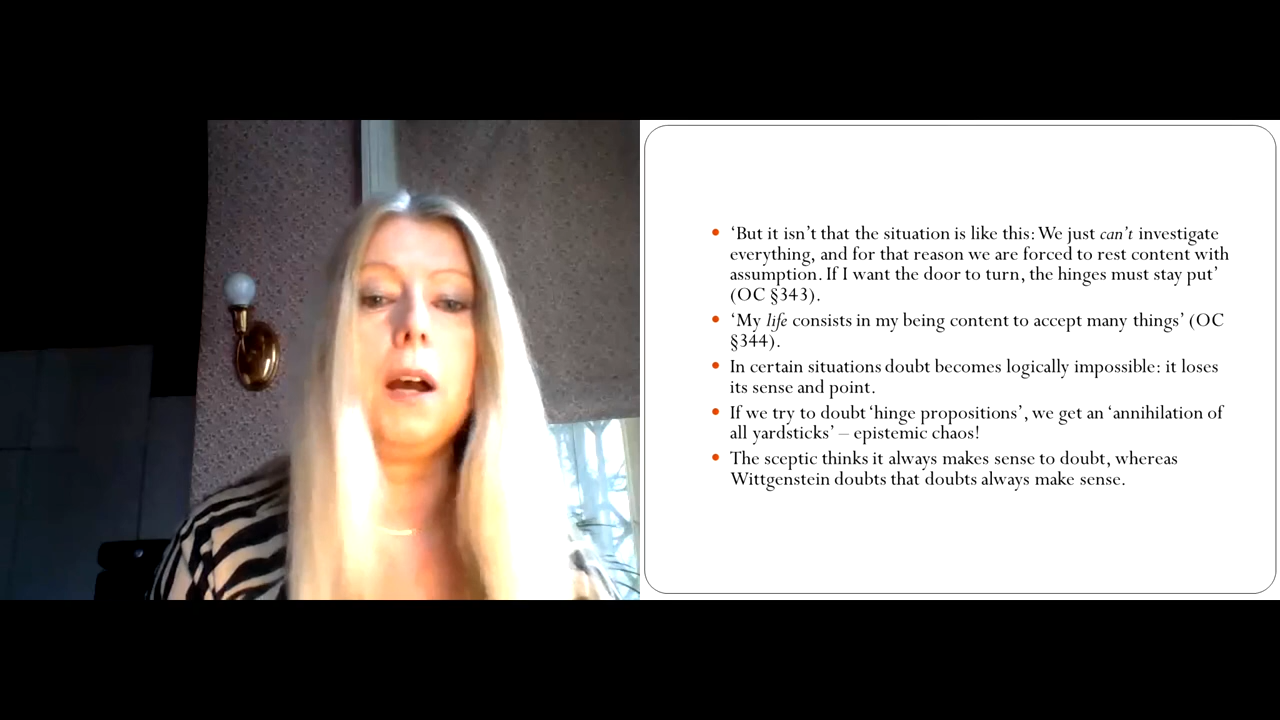 ‘But it isn’t that the situation is like this: We just can’t investigate
everything, and for that reason we are forced to rest content with
assumption. If I want the door to turn, the hinges must stay put’
(OC §343).
‘My life consists in my being content to accept many things’ (OC
§344).
In certain situations doubt becomes logically impossible: it loses
its sense and point.
If we try to doubt ‘hinge propositions’, we get an ‘annihilation of
all yardsticks’ – epistemic chaos!
The sceptic thinks it always makes sense to doubt, whereas
Wittgenstein doubts that doubts always make sense.